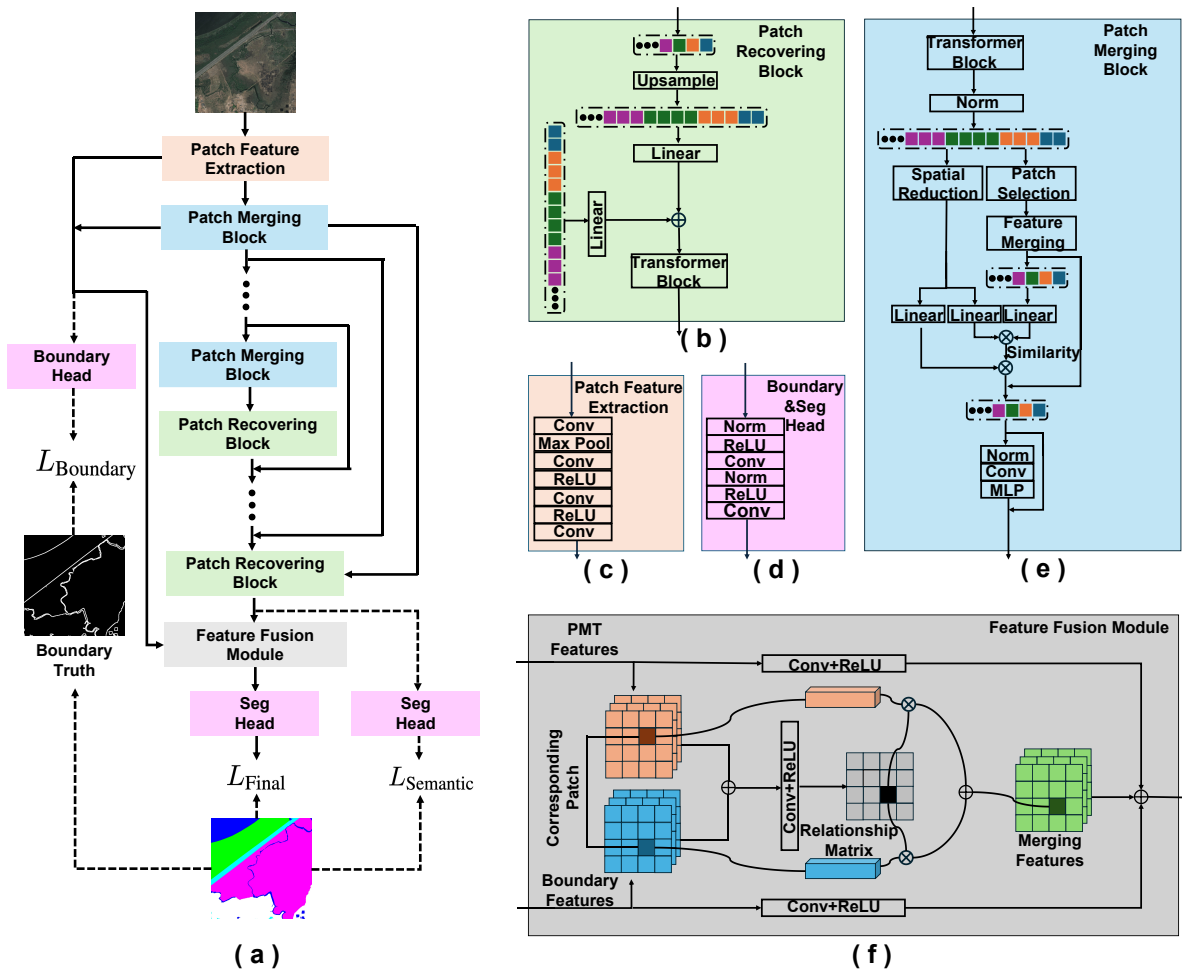 Patch Feature
Extraction
Patch Merging
Block
Patch Merging
Block
Boundary
Head
Patch Recovering
Block
L_Boundary
Patch Recovering
Block
Boundary
Truth
Feature Fusion
Module
Seg
Head
Seg
Head
L_Final
L_Semantic
( a )
Patch
Recovering
Block
Upsample
Linear
Linear
Transformer
Block
( b )
Patch Feature
Extraction
Conv
Max Pool
Conv
ReLU
Conv
ReLU
Conv
( c )
Boundary
&Seg
Head
Norm
ReLU
Conv
Norm
ReLU
Conv
( d )
Patch
Merging
Block
Transformer
Block
Norm
Spatial
Reduction
Patch
Selection
Feature
Merging
Linear
Linear
Linear
Similarity
Norm
Conv
MLP
( e )
Feature Fusion Module
PMT
Features
Conv+ReLU
Corresponding
Patch
Conv+ReLU
Relationship
Matrix
Merging
Features
Boundary
Features
Conv+ReLU
( f )